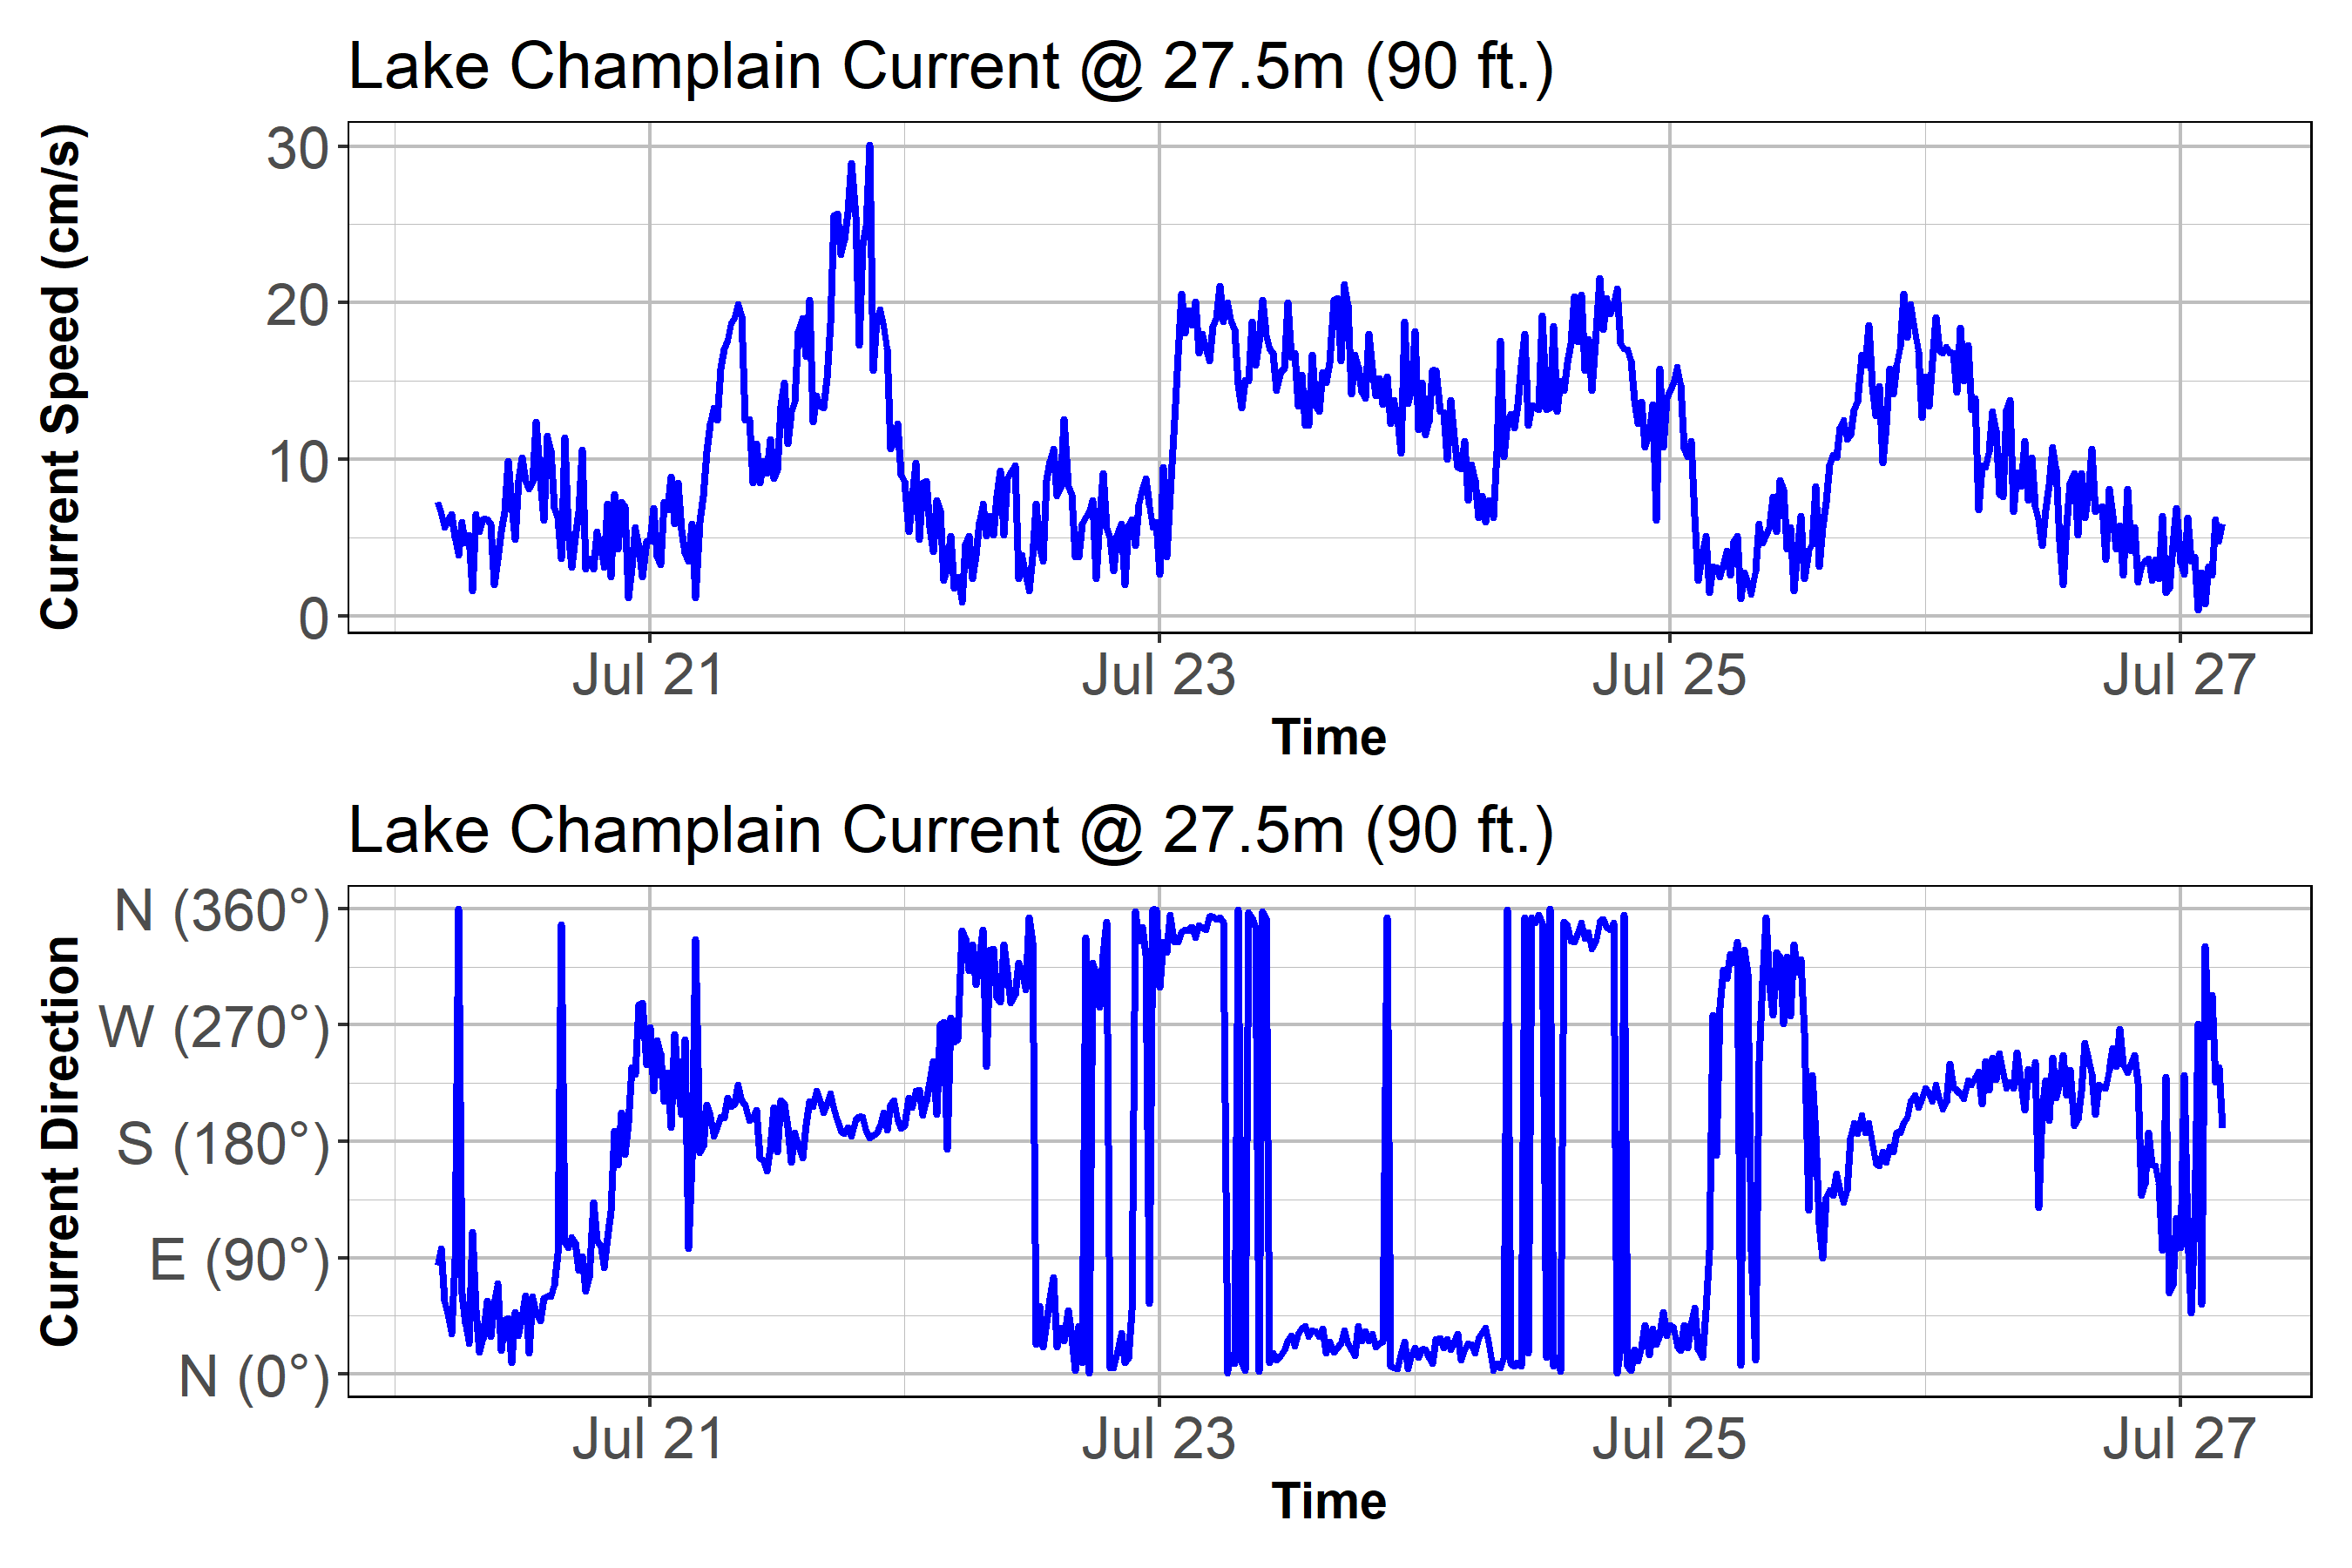 Lake Champlain Current @ 27.5m (90 ft.)
Current Speed (cm/s)
30
20
10
0
Jul 21 Jul 23 Jul 25 Jul 27
Time
Lake Champlain Current @ 27.5m (90 ft.)
Current Direction
N (360°)
W (270°)
S (180°)
E (90°)
N (0°)
Jul 21 Jul 23 Jul 25 Jul 27
Time